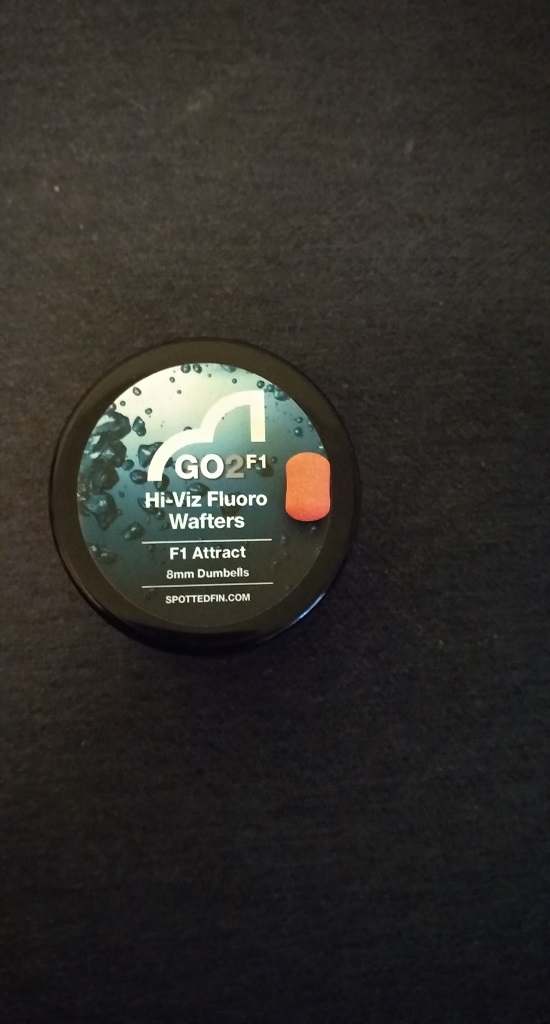 GO2F1
Hi-Viz Fluoro
Wafters
F1 Attract
8mm Dumbells
SPOTTEDFIN.COM